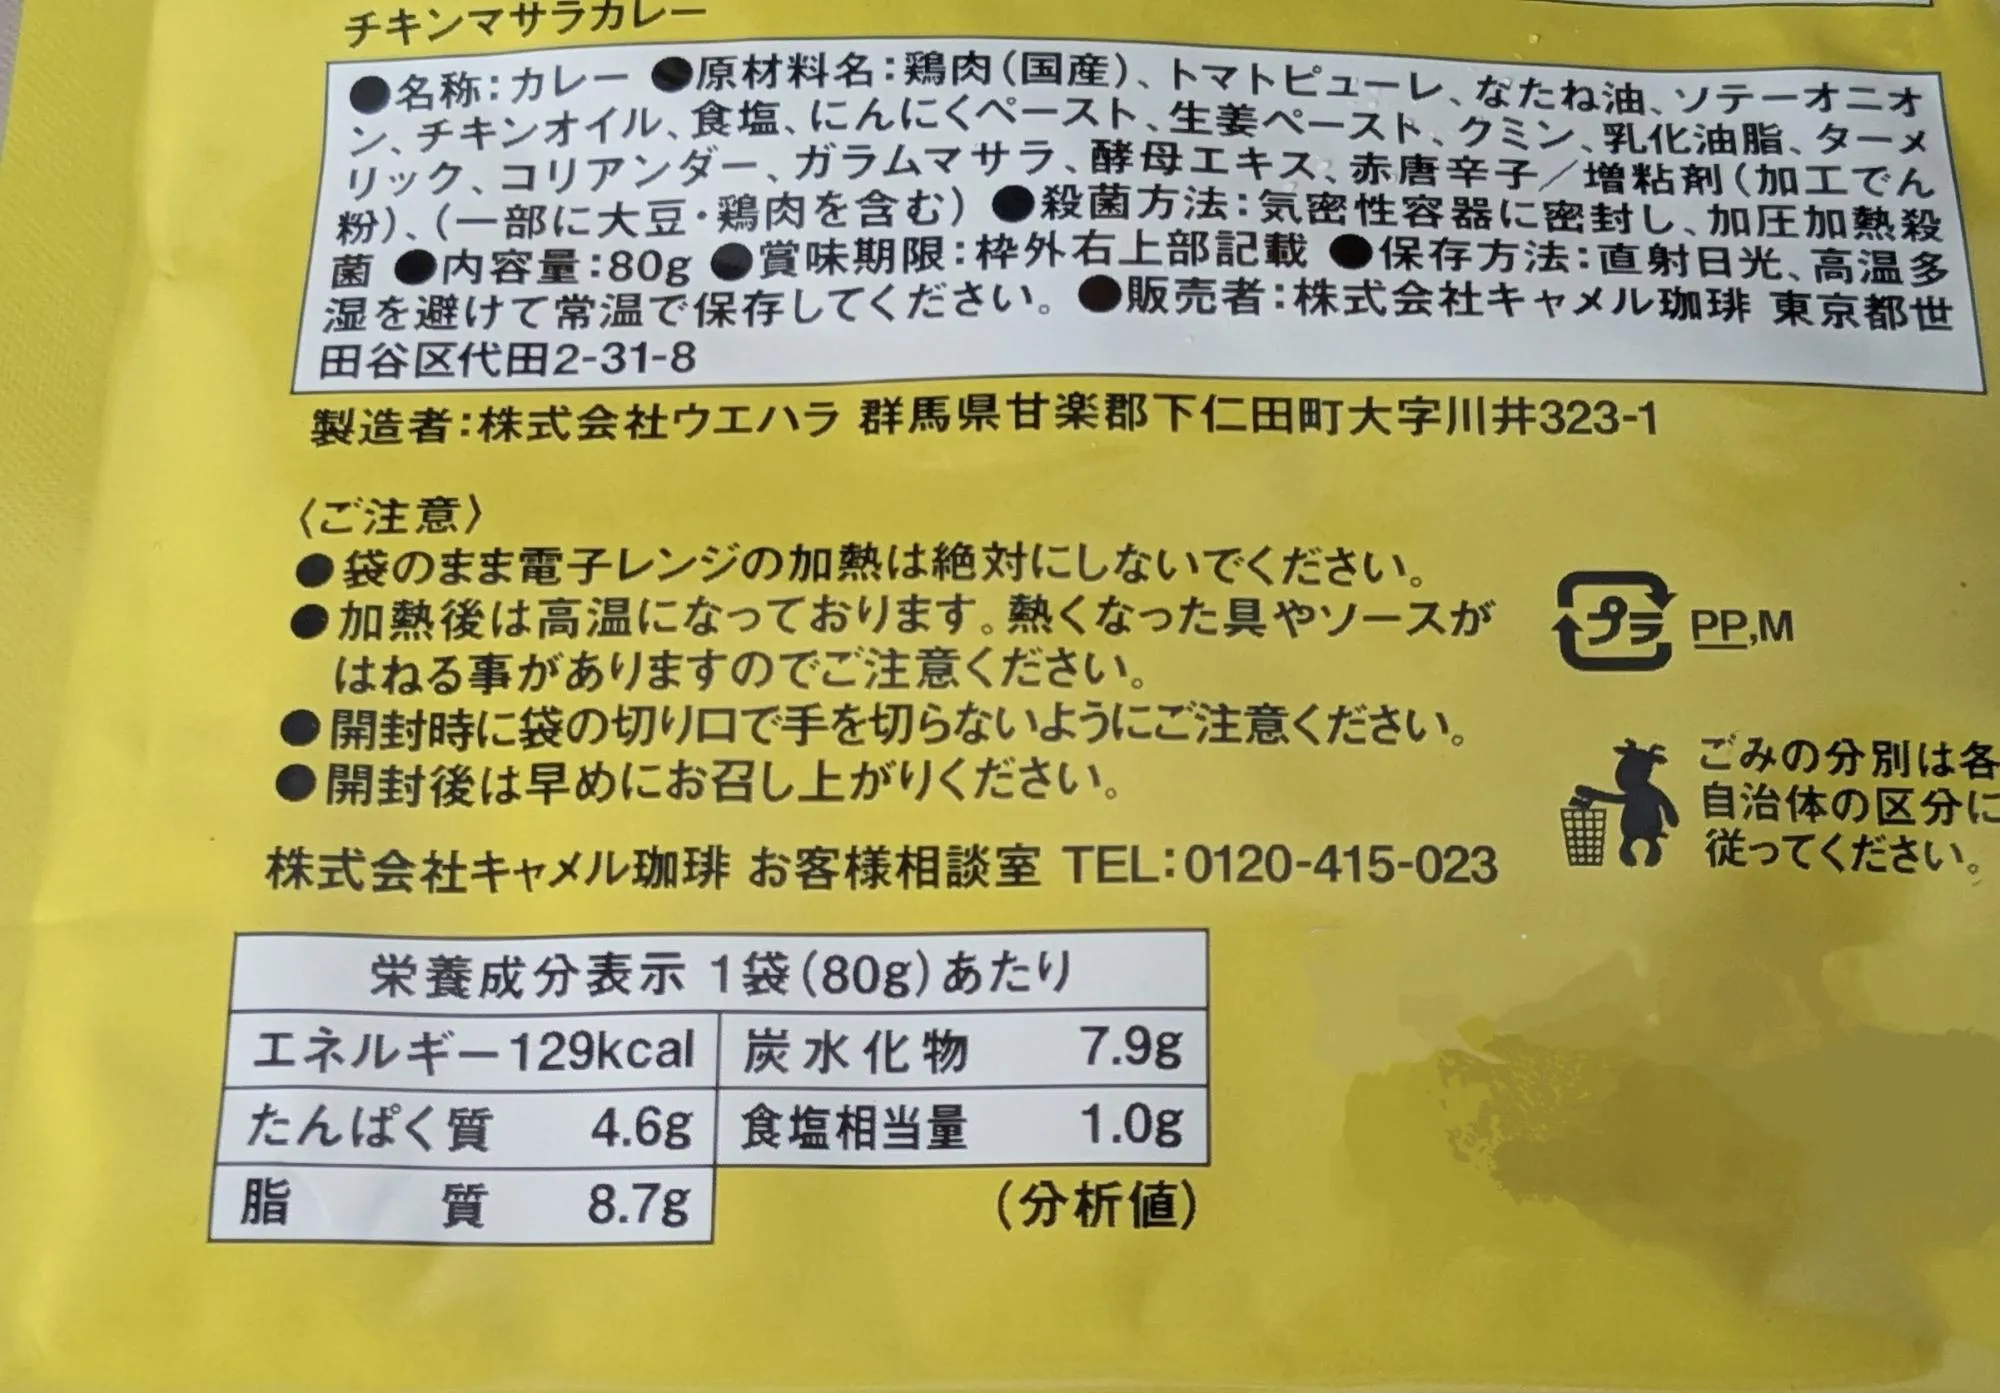 チキンマサラカレー
●名称：カレー ●原材料名：鶏肉（国産）、トマトピューレ、なたね油、ソテーオニオ
ン、チキンオイル、食塩、にんにくペースト、生姜ペースト、クミン、乳化油脂、ターメ
リック、コリアンダー、ガラムマサラ、酵母エキス、赤唐辛子／増粘剤（加工でん
粉）、（一部に大豆・鶏肉を含む） ●殺菌方法：気密性容器に密封し、加圧加熱殺
菌 ●内容量：80g ●賞味期限：枠外右上部記載 ●保存方法：直射日光、高温多
湿を避けて常温で保存してください。 ●販売者：株式会社キャメル珈琲 東京都世
田谷区代田2-31-8
製造者：株式会社ウエハラ 群馬県甘楽郡下仁田町大字川井323-1
〈ご注意〉
●袋のまま電子レンジの加熱は絶対にしないでください。
●加熱後は高温になっております。熱くなった具やソースが
はねる事がありますのでご注意ください。
●開封時に袋の切り口で手を切らないようにご注意ください。
●開封後は早めにお召し上がりください。
プラ PP,M
ごみの分別は各
自治体の区分に
従ってください。
株式会社キャメル珈琲 お客様相談室 TEL：0120-415-023
栄養成分表示 1袋（80g）あたり
エネルギー 129kcal 炭水化物 7.9g
たんぱく質 4.6g 食塩相当量 1.0g
脂質 8.7g （分析値）